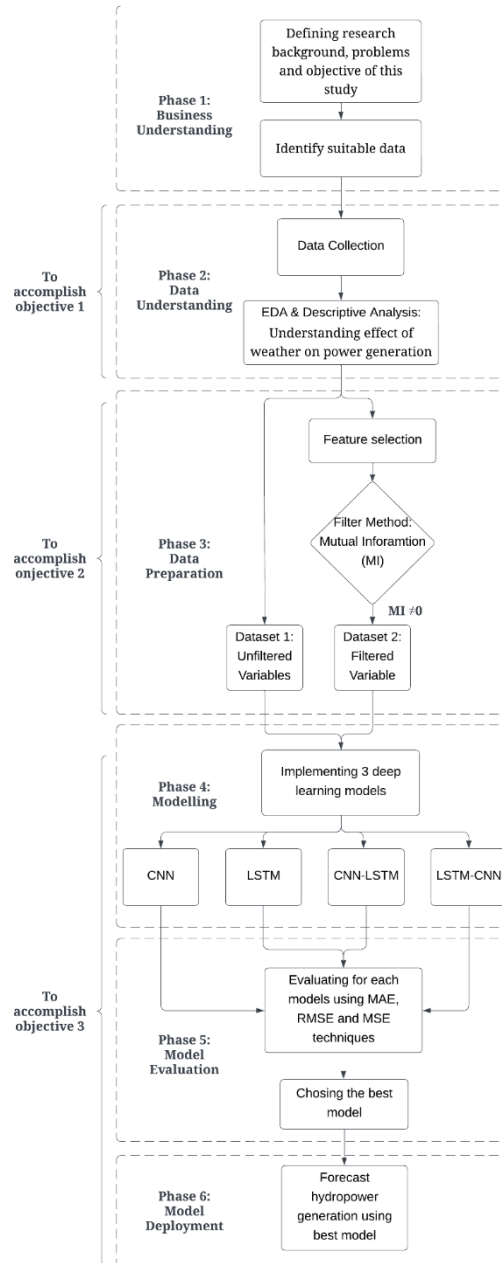 Defining research
background, problems
and objective of this
study
Phase 1:
Business
Understanding
Identify suitable data
To
accomplish
objective 1
Phase 2:
Data
Understanding
Data Collection
EDA & Descriptive Analysis:
Understanding effect of
weather on power generation
To
accomplish
onjective 2
Phase 3:
Data
Preparation
Feature selection
Filter Method:
Mutual Inforamtion
(MI)
MI ≠0
Dataset 1:
Unfiltered
Variables
Dataset 2:
Filtered
Variable
To
accomplish
objective 3
Phase 4:
Modelling
Implementing 3 deep
learning models
CNN
LSTM
CNN-LSTM
LSTM-CNN
Phase 5:
Model
Evaluation
Evaluating for each
models using MAE,
RMSE and MSE
techniques
Chosing the best
model
Phase 6:
Model
Deployment
Forecast
hydropower
generation using
best model